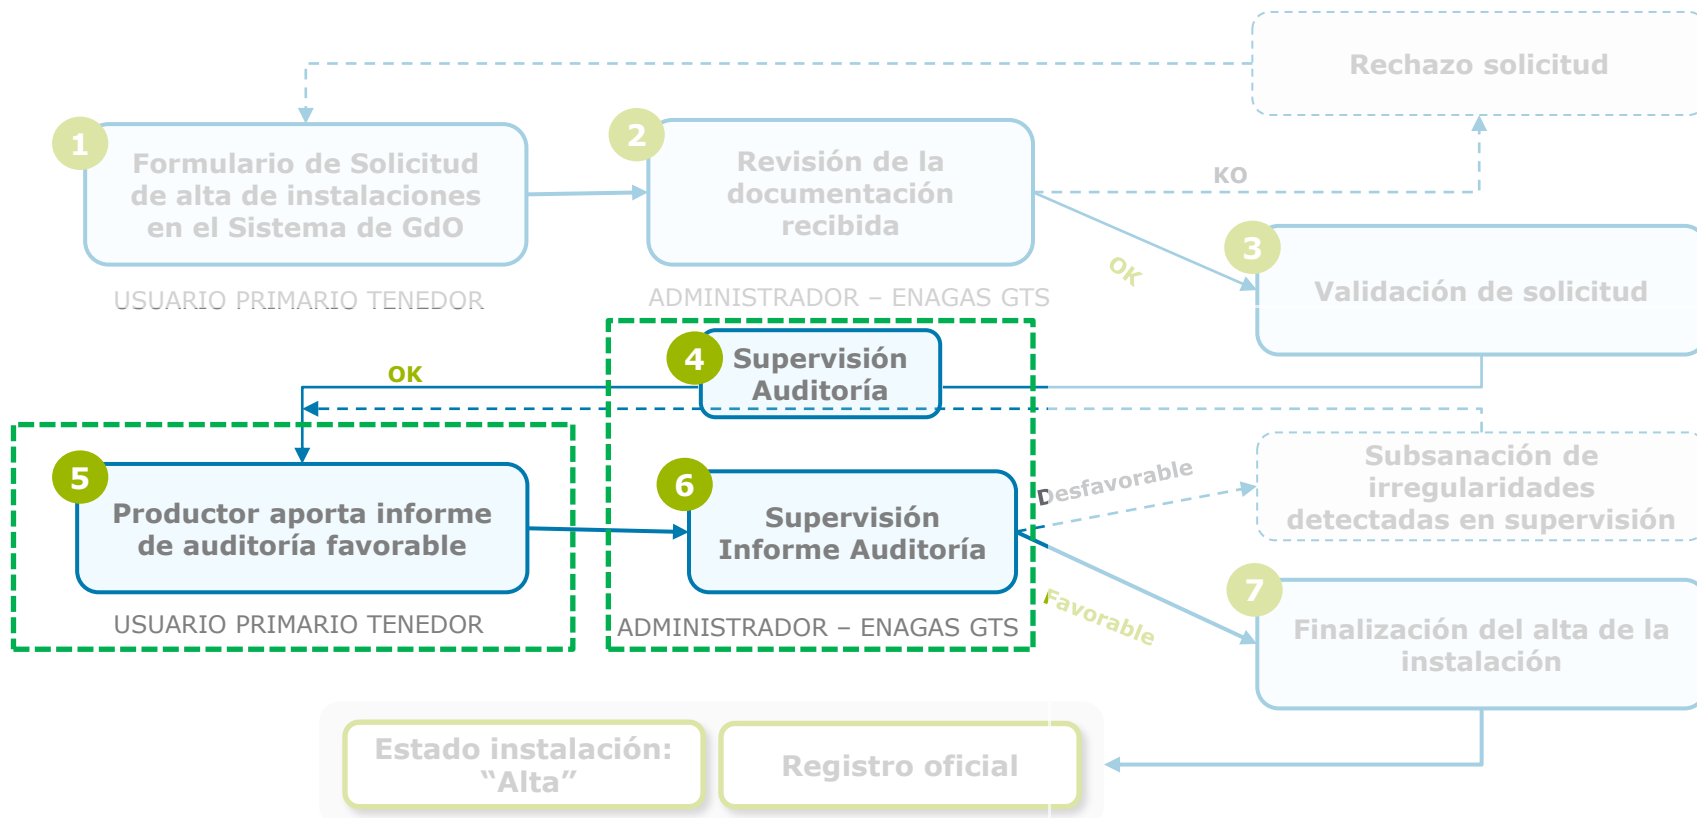 Rechazo solicitud
1
Formulario de Solicitud
de alta de instalaciones
en el Sistema de GdO
USUARIO PRIMARIO TENEDOR
2
Revisión de la
documentación
recibida
ADMINISTRADOR – ENAGAS GTS
KO
OK
3
Validación de solicitud
4
Supervisión
Auditoría
OK
5
Productor aporta informe
de auditoría favorable
USUARIO PRIMARIO TENEDOR
6
Supervisión
Informe Auditoría
ADMINISTRADOR – ENAGAS GTS
Desfavorable
Subsanación de
irregularidades
detectadas en supervisión
Favorable
7
Finalización del alta de la
instalación
Estado instalación:
“Alta”
Registro oficial